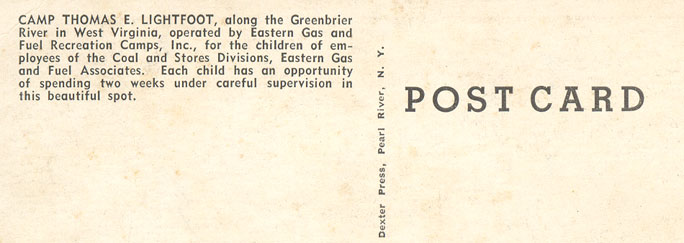 CAMP THOMAS E. LIGHTFOOT, along the Greenbrier
River in West Virginia, operated by Eastern Gas and
Fuel Recreation Camps, Inc., for the children of em-
ployees of the Coal and Stores Divisions, Eastern Gas
and Fuel Associates. Each child has an opportunity
of spending two weeks under careful supervision in
this beautiful spot.
Dexter Press, Pearl River, N. Y.
POST CARD